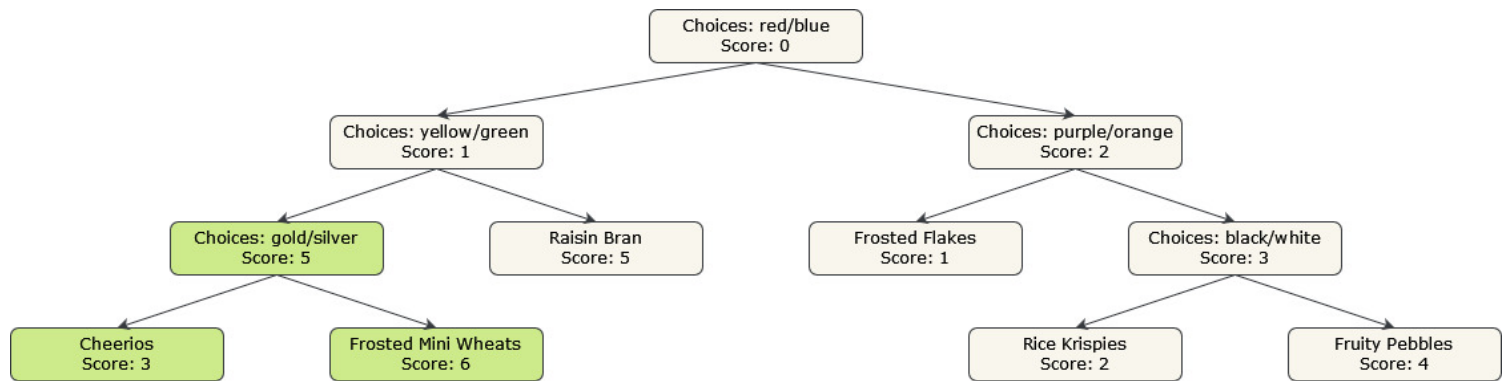 Choices: red/blue
Score: 0
Choices: yellow/green
Score: 1
Choices: purple/orange
Score: 2
Choices: gold/silver
Score: 5
Raisin Bran
Score: 5
Frosted Flakes
Score: 1
Choices: black/white
Score: 3
Cheerios
Score: 3
Frosted Mini Wheats
Score: 6
Rice Krispies
Score: 2
Fruity Pebbles
Score: 4